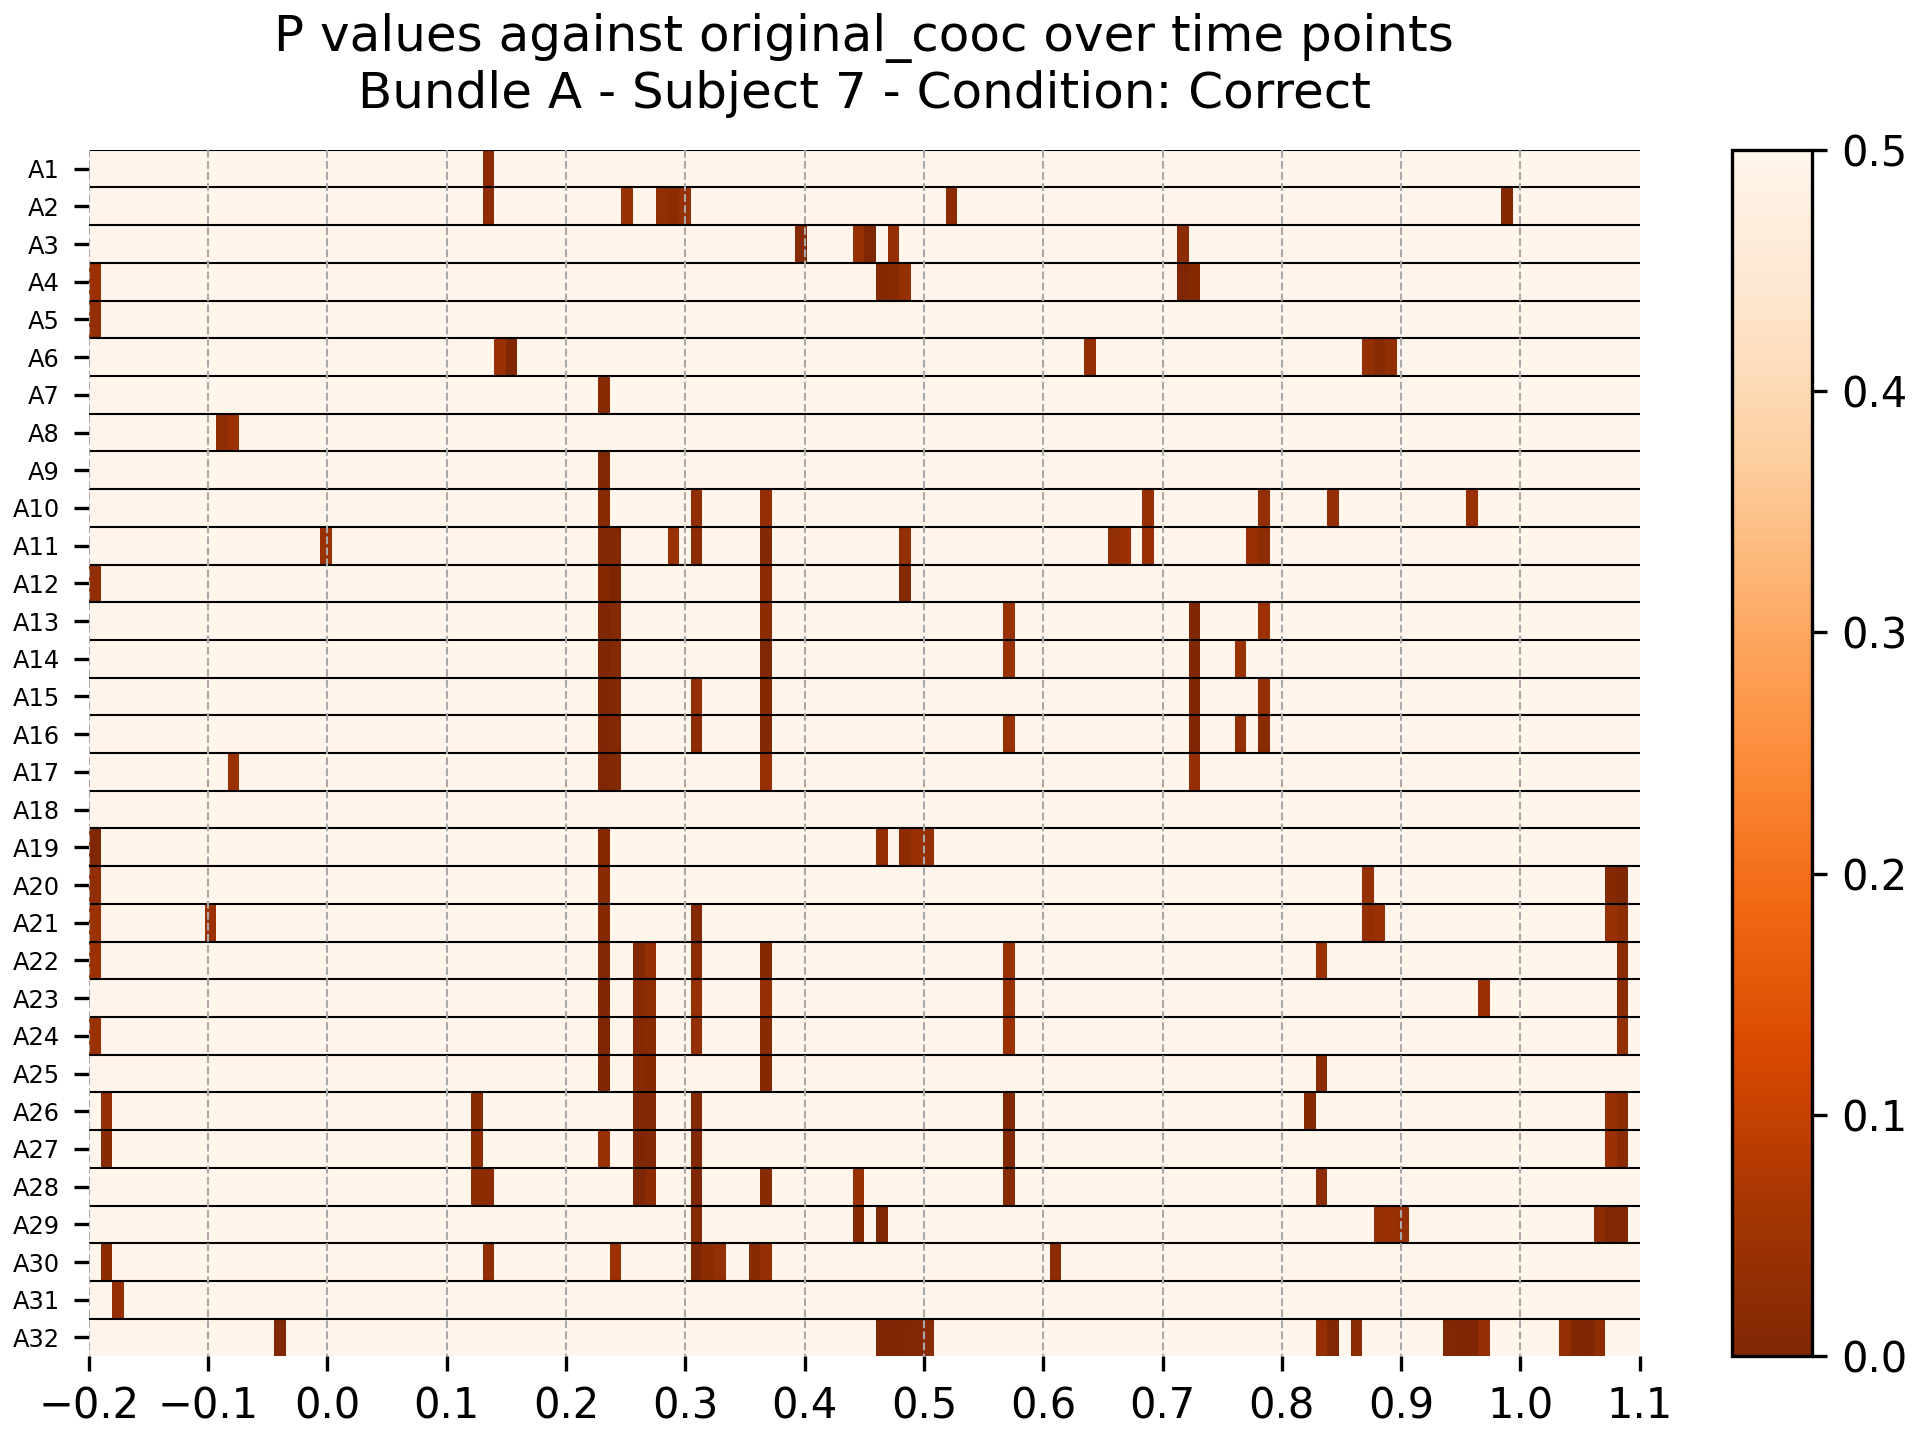 P values against original_cooc over time points
Bundle A - Subject 7 - Condition: Correct
A1
A2
A3
A4
A5
A6
A7
A8
A9
A10
A11
A12
A13
A14
A15
A16
A17
A18
A19
A20
A21
A22
A23
A24
A25
A26
A27
A28
A29
A30
A31
A32
−0.2 −0.1 0.0 0.1 0.2 0.3 0.4 0.5 0.6 0.7 0.8 0.9 1.0 1.1
0.5
0.4
0.3
0.2
0.1
0.0